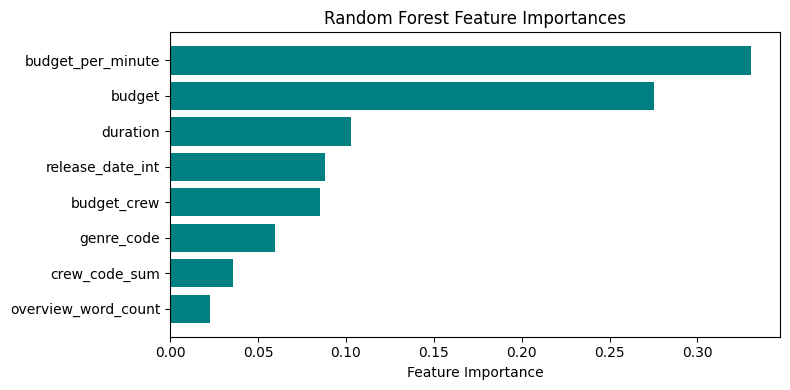 Random Forest Feature Importances
budget_per_minute
budget
duration
release_date_int
budget_crew
genre_code
crew_code_sum
overview_word_count
0.00 0.05 0.10 0.15 0.20 0.25 0.30
Feature Importance